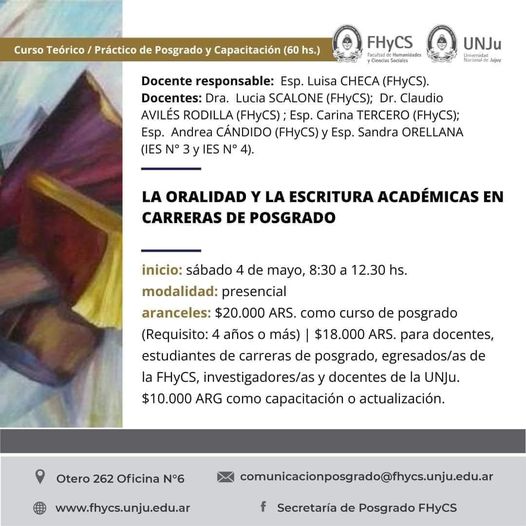 Curso Teórico / Práctico de Posgrado y Capacitación (60 hs.)
FHyCS
Facultad de Humanidades
y Ciencias Sociales
UNJu
Universidad
Nacional de Jujuy
Docente responsable: Esp. Luisa CHECA (FHyCS).
Docentes: Dra. Lucia SCALONE (FHyCS); Dr. Claudio
AVILÉS RODILLA (FHyCS) ; Esp. Carina TERCERO (FHyCS);
Esp. Andrea CÁNDIDO (FHyCS) y Esp. Sandra ORELLANA
(IES N° 3 y IES N° 4).
LA ORALIDAD Y LA ESCRITURA ACADÉMICAS EN
CARRERAS DE POSGRADO
inicio: sábado 4 de mayo, 8:30 a 12.30 hs.
modalidad: presencial
aranceles: $20.000 ARS. como curso de posgrado
(Requisito: 4 años o más) | $18.000 ARS. para docentes,
estudiantes de carreras de posgrado, egresados/as de
la FHyCS, investigadores/as y docentes de la UNJu.
$10.000 ARG como capacitación o actualización.
Otero 262 Oficina N°6
comunicacionposgrado@fhycs.unju.edu.ar
www.fhycs.unju.edu.ar
Secretaría de Posgrado FHyCS